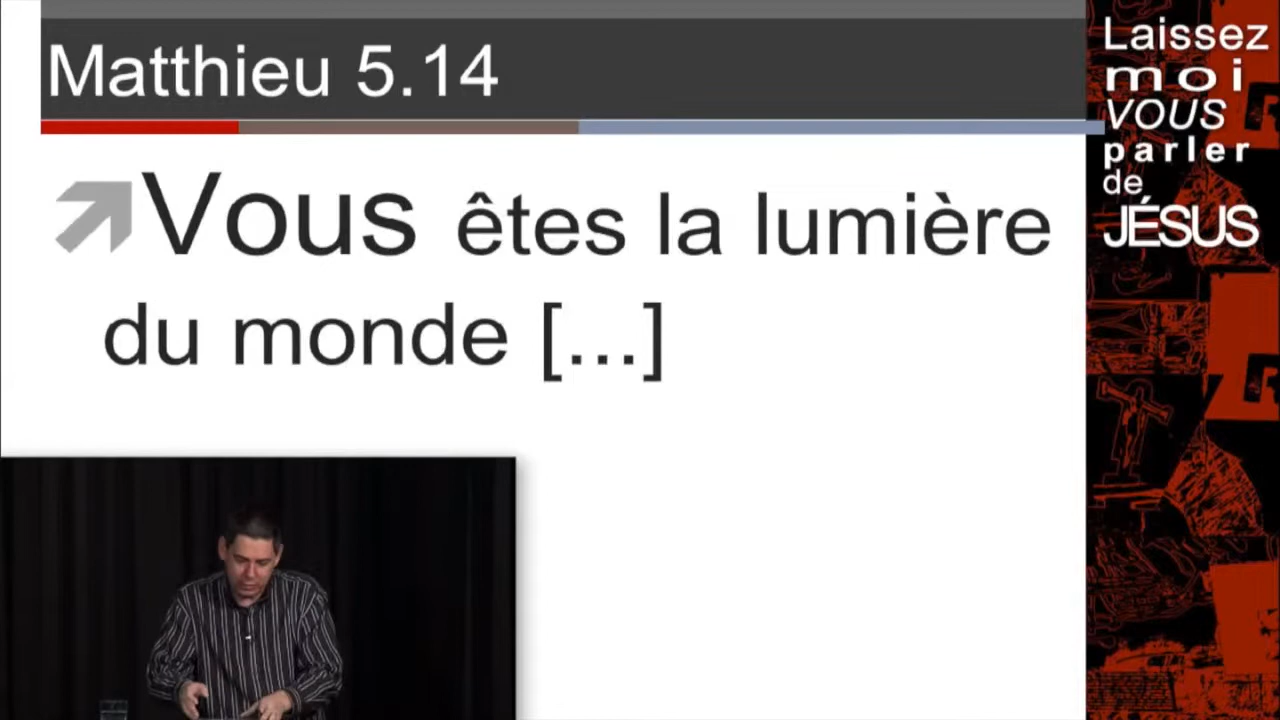 Matthieu 5.14
Vous êtes la lumière
du monde [...]
Laissez
moi
VOUS
parler
de
JÉSUS